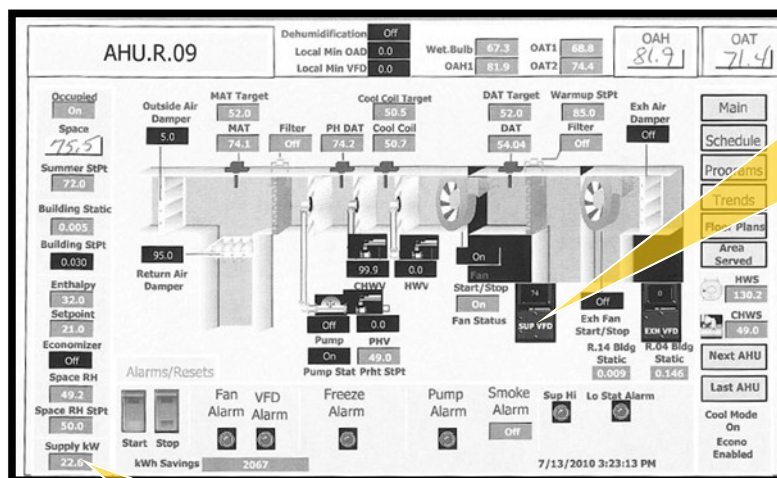 AHU.R.09
Dehumidification Off
Local Min OAD 0.0
Local Min VFD 0.0
Wet.Bulb 67.3
OAH1 81.9
OAT1 68.8
OAT2 74.4
OAH
81.9
OAT
71.4
Occupied
On
Space
75.5
Summer StPt
72.0
Building Static
0.005
Building StPt
0.030
Enthalpy
32.0
Setpoint
21.0
Economizer
Off
Space RH
49.2
Space RH StPt
50.0
Supply kW
22.6
Outside Air
Damper
5.0
MAT Target
52.0
MAT
74.1
Filter
Off
PH DAT
74.2
Cool Coil Target
50.5
Cool Coil
50.7
DAT Target
52.0
DAT
54.04
Warmup StPt
85.0
Filter
Off
Exh Air
Damper
Off
95.0
Return Air
Damper
99.9
CHWV
0.0
HWV
Off
Pump
On
Pump Stat
0.0
PHV
49.0
Prht StPt
On
Fan
Start/Stop
On
Fan Status
74
SUP VFD
Off
Exh Fan
Start/Stop
0
EXH VFD
R.14 Bldg
Static
0.009
R.04 Bldg
Static
0.146
Main
Schedule
Programs
Trends
Floor Plans
Area
Served
HWS
130.2
CHWS
49.0
Next AHU
Last AHU
Cool Mode
On
Econo
Enabled
Alarms/Resets
Start
Stop
Fan
Alarm
VFD
Alarm
Freeze
Alarm
Pump
Alarm
Smoke
Alarm
Off
Sup Hi
Lo Stat Alarm
kWh Savings 2067
7/13/2010 3:23:13 PM